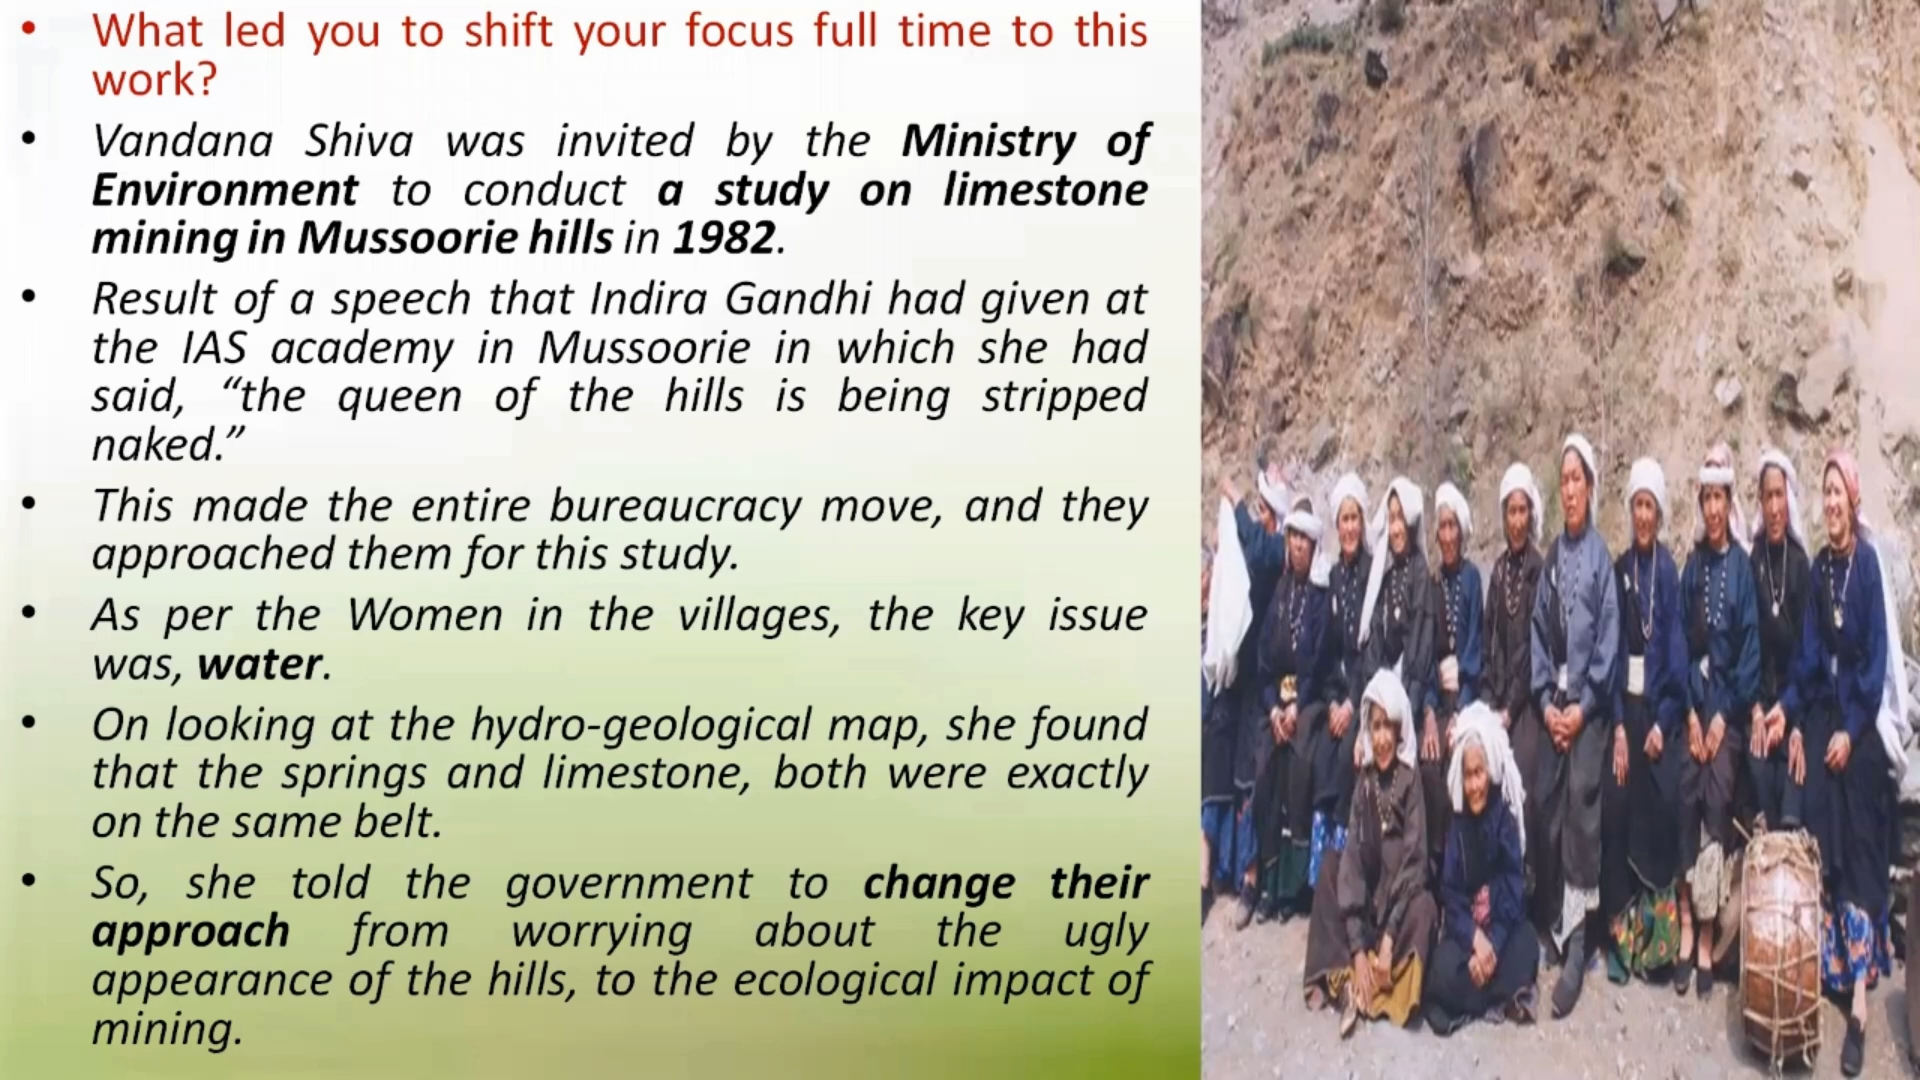 • What led you to shift your focus full time to this
work?
• Vandana Shiva was invited by the Ministry of
Environment to conduct a study on limestone
mining in Mussoorie hills in 1982.
• Result of a speech that Indira Gandhi had given at
the IAS academy in Mussoorie in which she had
said, “the queen of the hills is being stripped
naked.”
• This made the entire bureaucracy move, and they
approached them for this study.
• As per the Women in the villages, the key issue
was, water.
• On looking at the hydro-geological map, she found
that the springs and limestone, both were exactly
on the same belt.
• So, she told the government to change their
approach from worrying about the ugly
appearance of the hills, to the ecological impact of
mining.